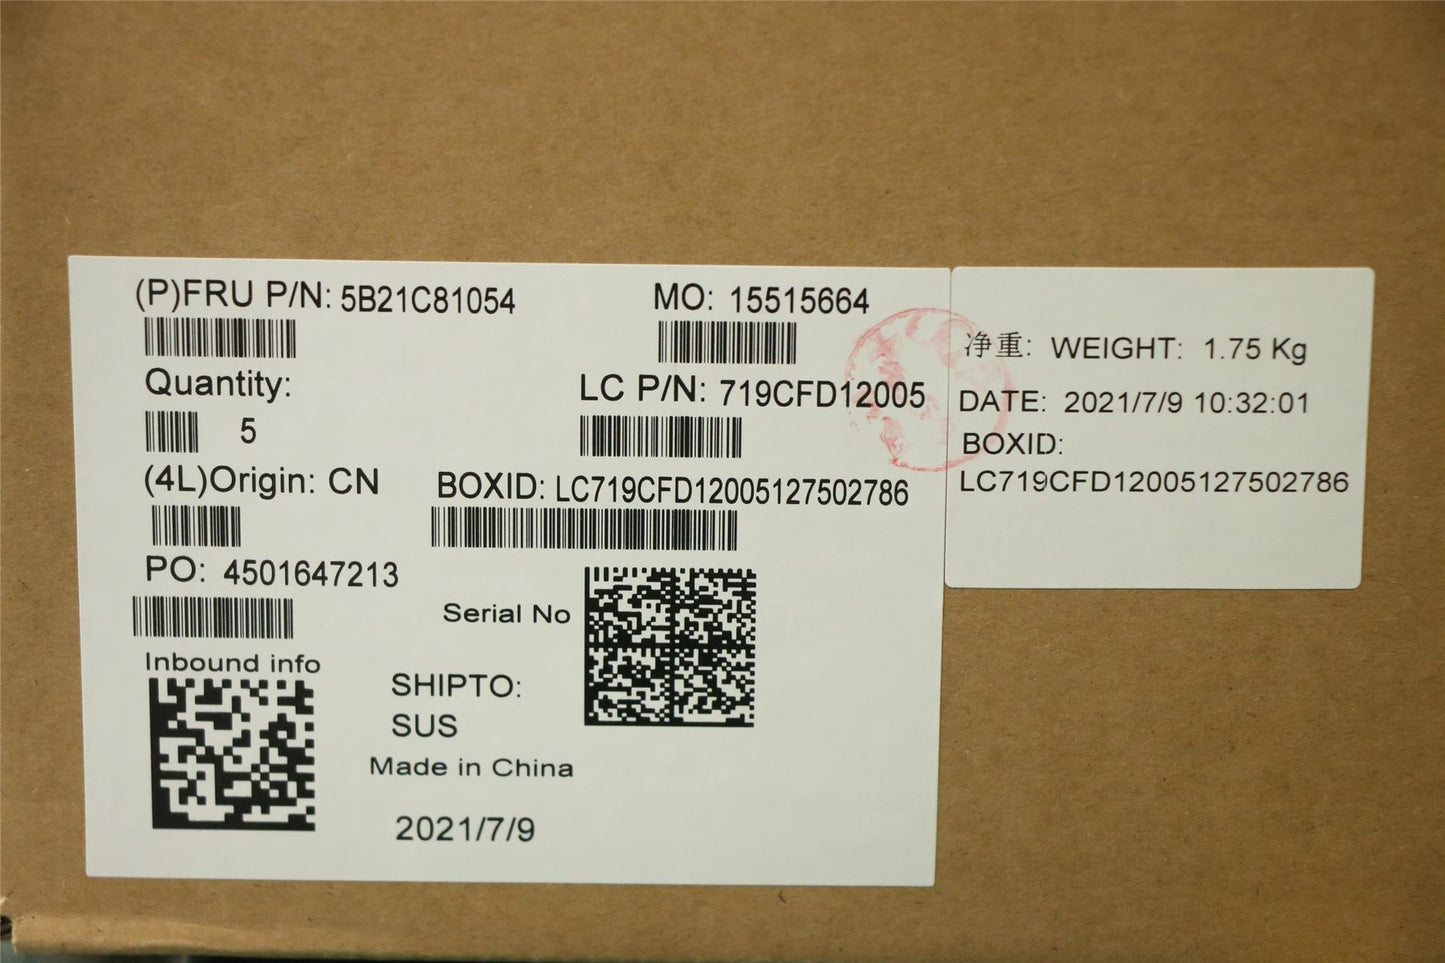 (P)FRU P/N: 5B21C81054
MO: 15515664
Quantity:
5
LC P/N: 719CFD12005
(4L)Origin: CN
BOXID: LC719CFD12005127502786
PO: 4501647213
Serial No
Inbound info
SHIPTO:
SUS
Made in China
2021/7/9
净重: WEIGHT: 1.75 Kg
DATE: 2021/7/9 10:32:01
BOXID:
LC719CFD12005127502786